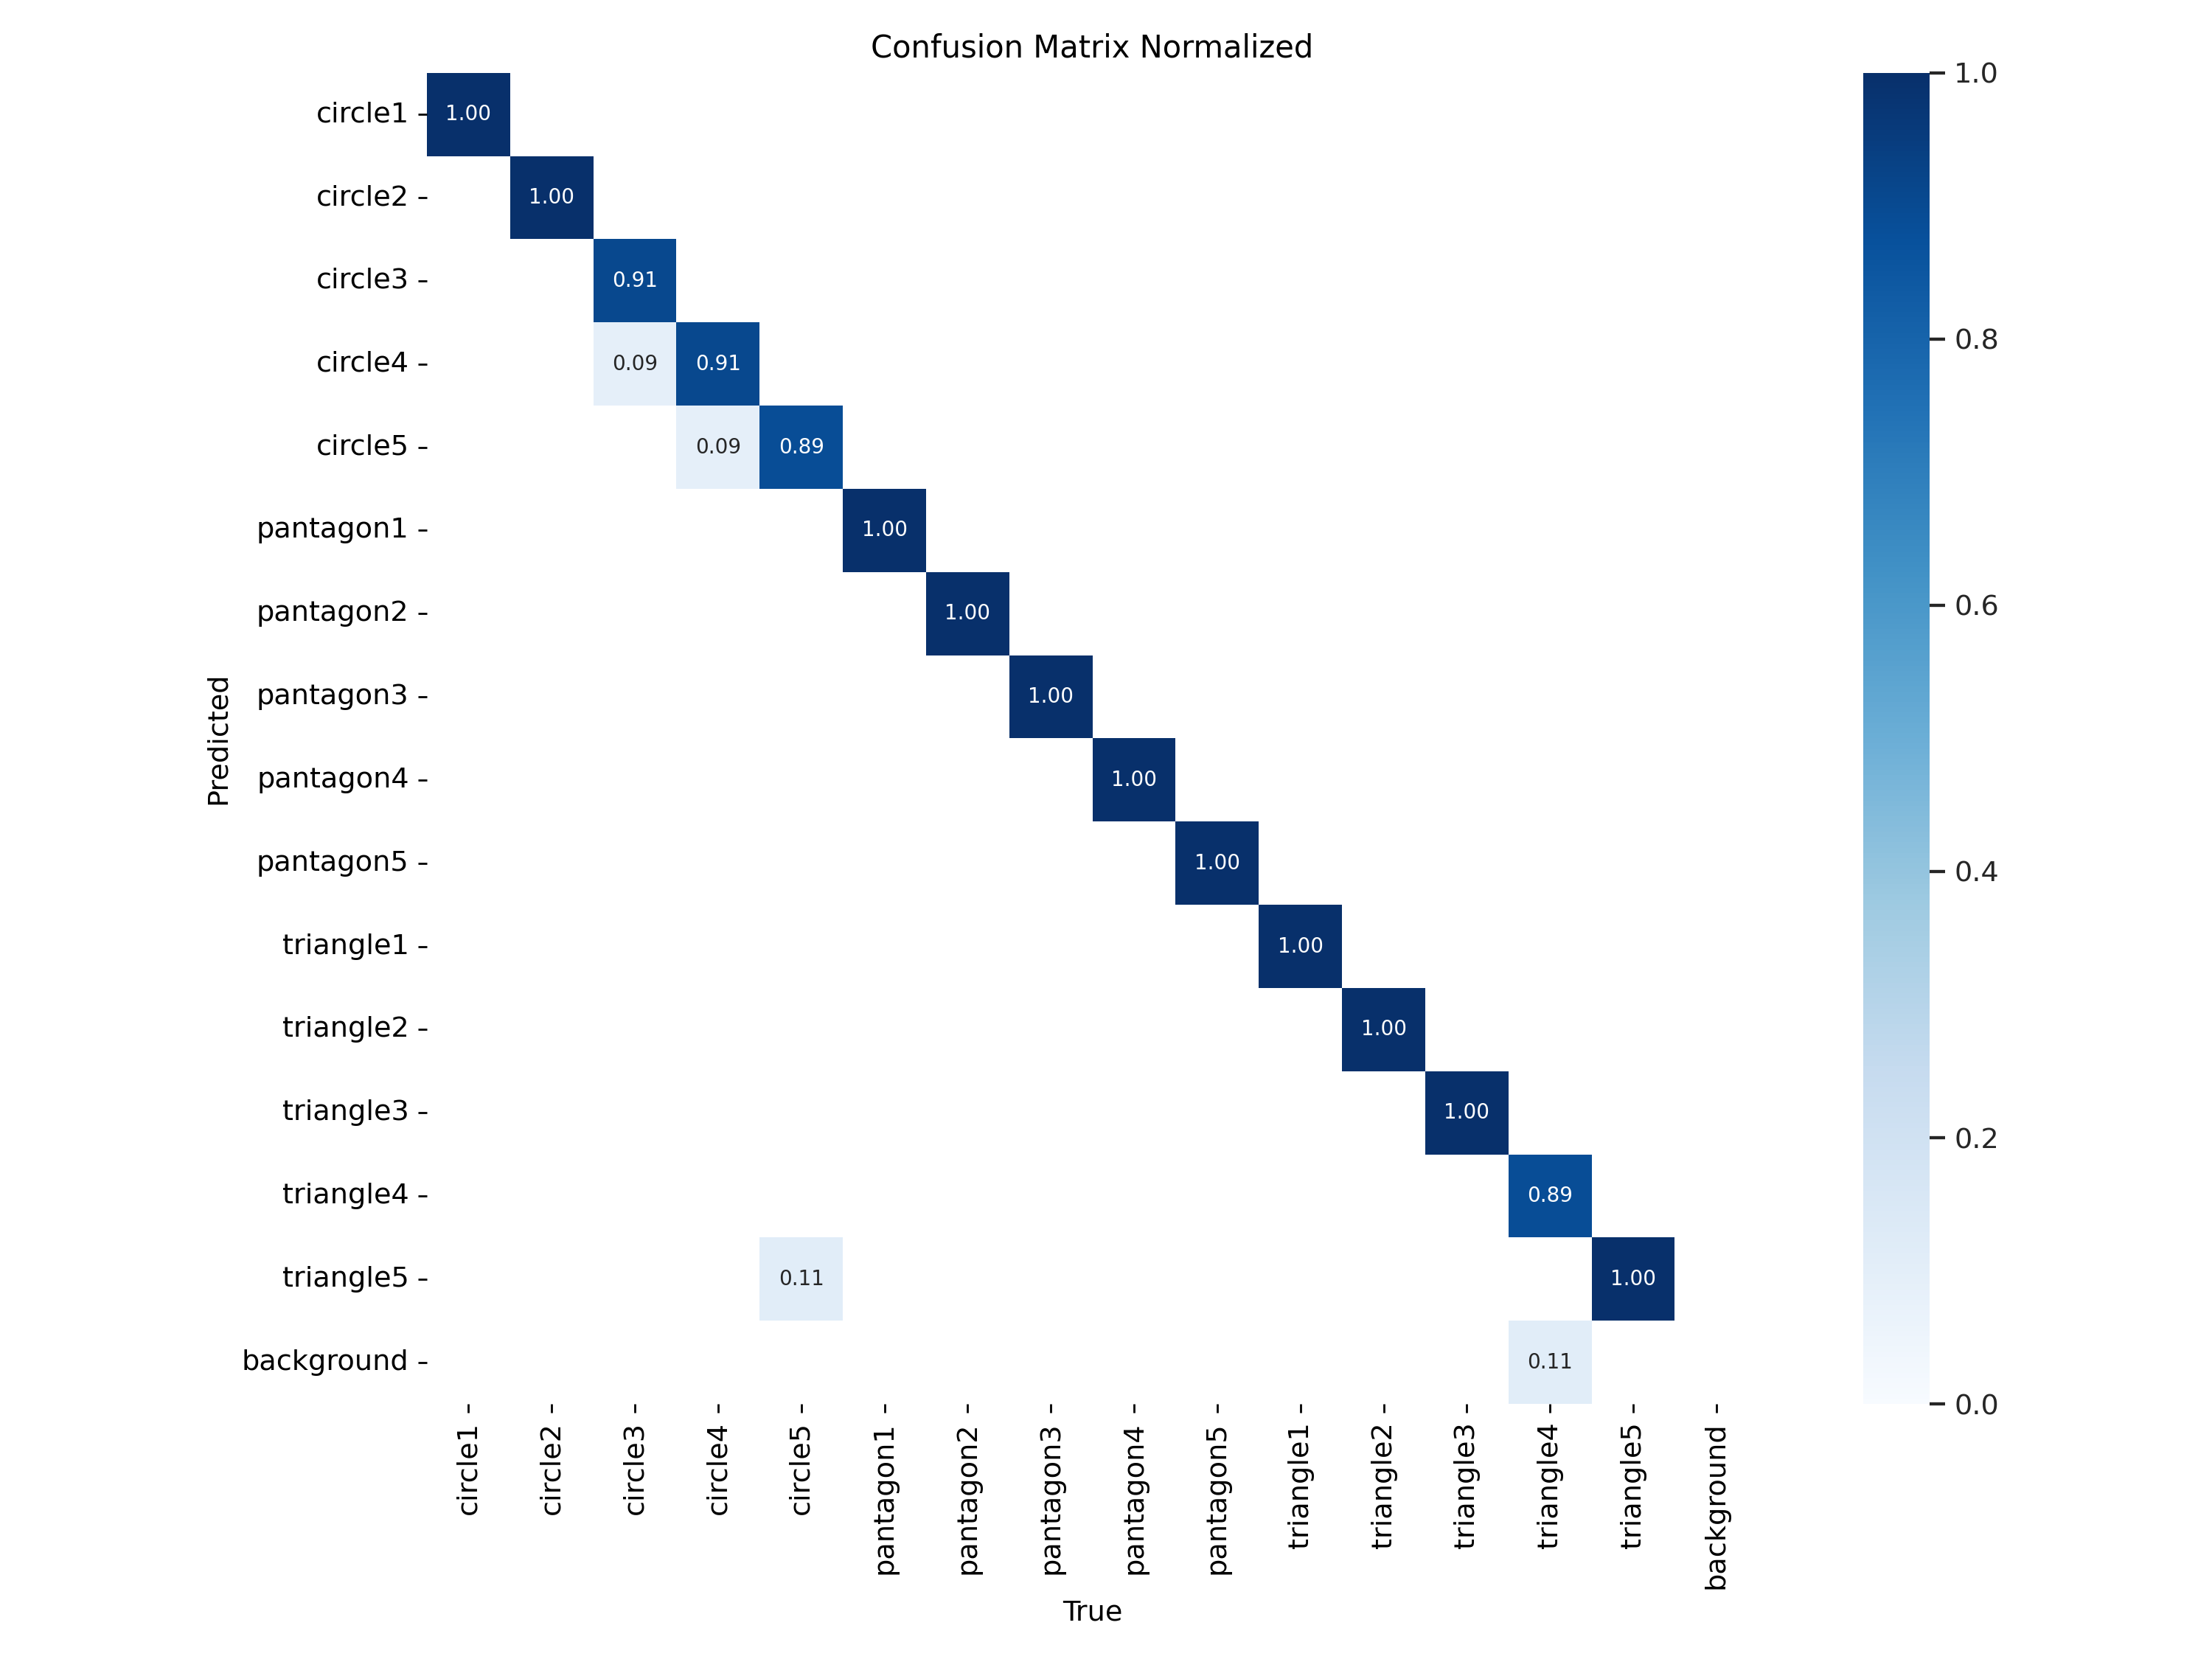 Confusion Matrix Normalized
circle1 1.00
circle2 1.00
circle3 0.91
circle4 0.09 0.91
circle5 0.09 0.89
pantagon1 1.00
pantagon2 1.00
pantagon3 1.00
pantagon4 1.00
pantagon5 1.00
triangle1 1.00
triangle2 1.00
triangle3 1.00
triangle4 0.89
triangle5 0.11 1.00
background 0.11
Predicted
circle1
circle2
circle3
circle4
circle5
pantagon1
pantagon2
pantagon3
pantagon4
pantagon5
triangle1
triangle2
triangle3
triangle4
triangle5
background
True
1.0
0.8
0.6
0.4
0.2
0.0